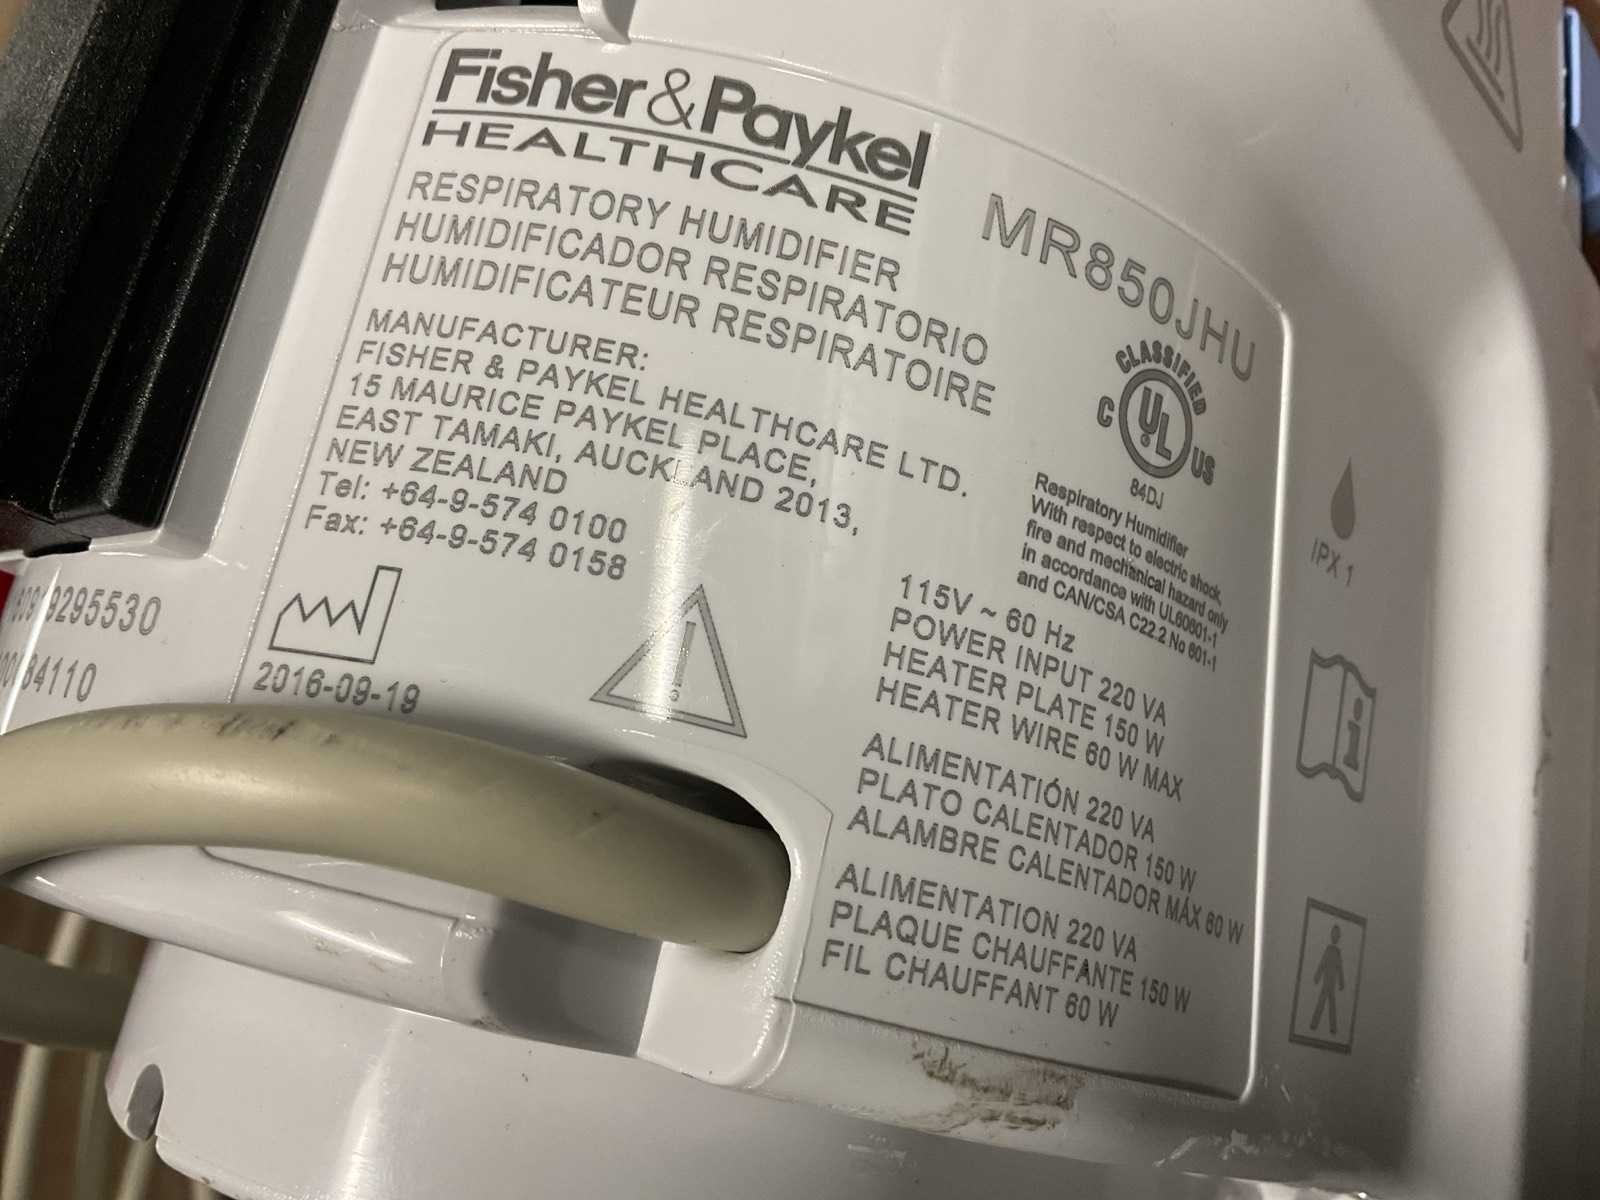 Fisher&Paykel
HEALTHCARE
RESPIRATORY HUMIDIFIER
HUMIDIFICADOR RESPIRATORIO
HUMIDIFICATEUR RESPIRATOIRE
MANUFACTURER:
FISHER & PAYKEL HEALTHCARE LTD.
15 MAURICE PAYKEL PLACE,
EAST TAMAKI, AUCKLAND 2013,
NEW ZEALAND
Tel: +64-9-574 0100
Fax: +64-9-574 0158
2016-09-19
MR850JHU
CLASSIFIED
C UL US
84DJ
Respiratory Humidifier
With respect to electric shock,
fire and mechanical hazard only
in accordance with UL60601-1
and CAN/CSA C22.2 No 601-1
115V ~ 60 Hz
POWER INPUT 220 VA
HEATER PLATE 150 W
HEATER WIRE 60 W MAX
ALIMENTACIÓN 220 VA
PLATO CALENTADOR 150 W
ALAMBRE CALENTADOR MÁX 60 W
ALIMENTATION 220 VA
PLAQUE CHAUFFANTE 150 W
FIL CHAUFFANT 60 W
IPX 1